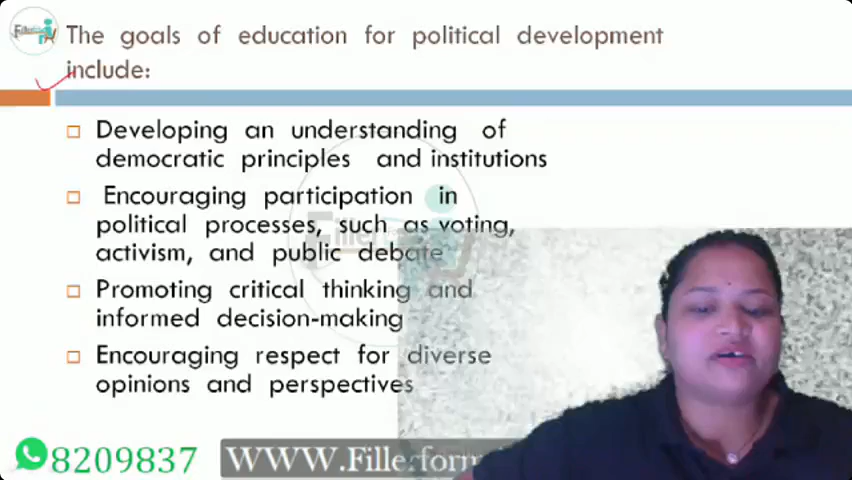 The goals of education for political development
include:
Developing an understanding of
democratic principles and institutions
Encouraging participation in
political processes, such as voting,
activism, and public debate
Promoting critical thinking and
informed decision-making
Encouraging respect for diverse
opinions and perspectives
8209837
WWW.Fillerform